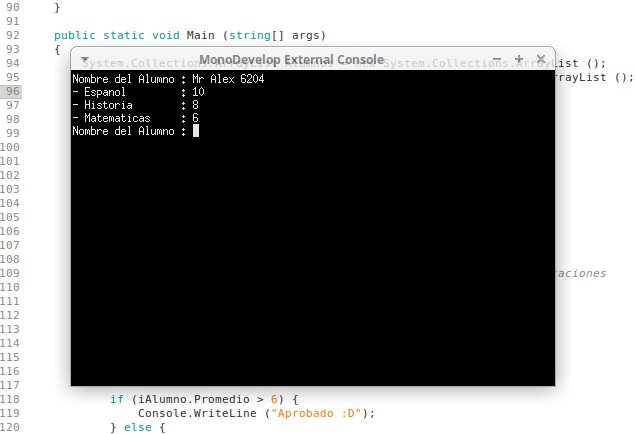 90 }
91
92 public static void Main (string[] args)
93 {
MonoDevelop External Console
94 System.Collections.ArrayList Alumnos = new System.Collections.ArrayList ();
95 rrayList ();
Nombre del Alumno : Mr Alex 6204
96
- Espanol : 10
97
- Historia : 8
98
- Matematicas : 6
99
Nombre del Alumno :
100
101
102
103
104
105
106
107
108
109 taciones
110
111
112
113
114
115
116
117
118 if (iAlumno.Promedio > 6) {
119 Console.WriteLine ("Aprobado :D");
120 } else {